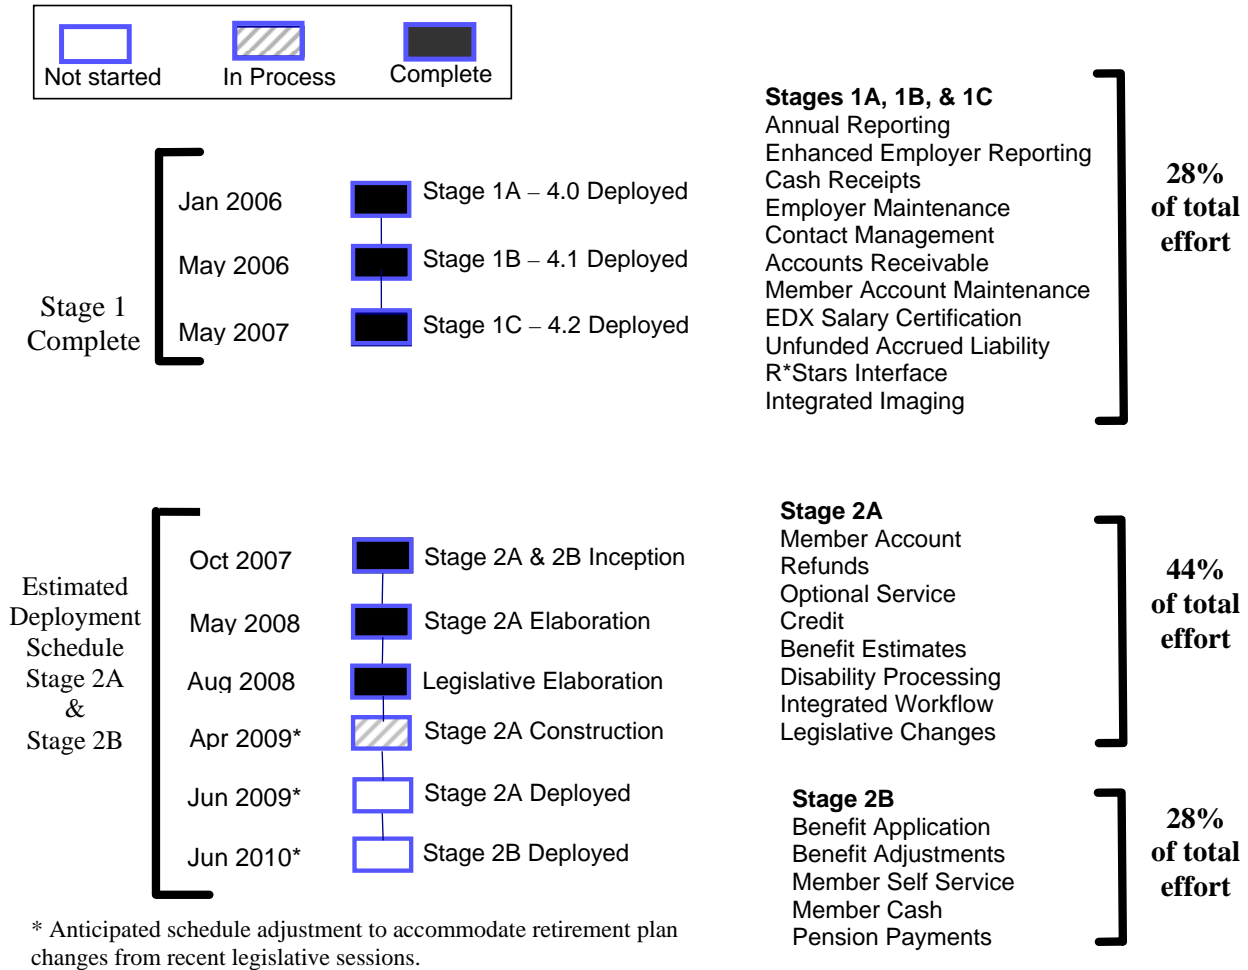 Not started
In Process
Complete
Stage 1
Complete
Jan 2006
Stage 1A – 4.0 Deployed
May 2006
Stage 1B – 4.1 Deployed
May 2007
Stage 1C – 4.2 Deployed
Stages 1A, 1B, & 1C
Annual Reporting
Enhanced Employer Reporting
Cash Receipts
Employer Maintenance
Contact Management
Accounts Receivable
Member Account Maintenance
EDX Salary Certification
Unfunded Accrued Liability
R*Stars Interface
Integrated Imaging
28%
of total
effort
Estimated
Deployment
Schedule
Stage 2A
&
Stage 2B
Oct 2007
Stage 2A & 2B Inception
May 2008
Stage 2A Elaboration
Aug 2008
Legislative Elaboration
Apr 2009*
Stage 2A Construction
Jun 2009*
Stage 2A Deployed
Jun 2010*
Stage 2B Deployed
Stage 2A
Member Account
Refunds
Optional Service
Credit
Benefit Estimates
Disability Processing
Integrated Workflow
Legislative Changes
44%
of total
effort
Stage 2B
Benefit Application
Benefit Adjustments
Member Self Service
Member Cash
Pension Payments
28%
of total
effort
* Anticipated schedule adjustment to accommodate retirement plan
changes from recent legislative sessions.